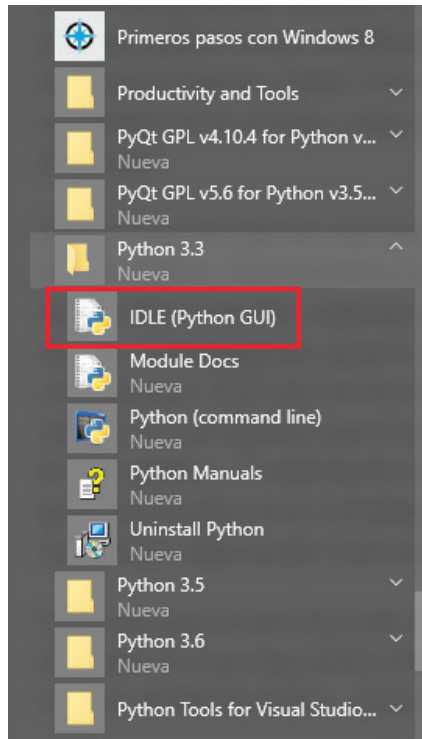 Primeros pasos con Windows 8
Productivity and Tools
PyQt GPL v4.10.4 for Python v...
Nueva
PyQt GPL v5.6 for Python v3.5...
Nueva
Python 3.3
Nueva
IDLE (Python GUI)
Module Docs
Nueva
Python (command line)
Nueva
Python Manuals
Nueva
Uninstall Python
Nueva
Python 3.5
Nueva
Python 3.6
Nueva
Python Tools for Visual Studio...